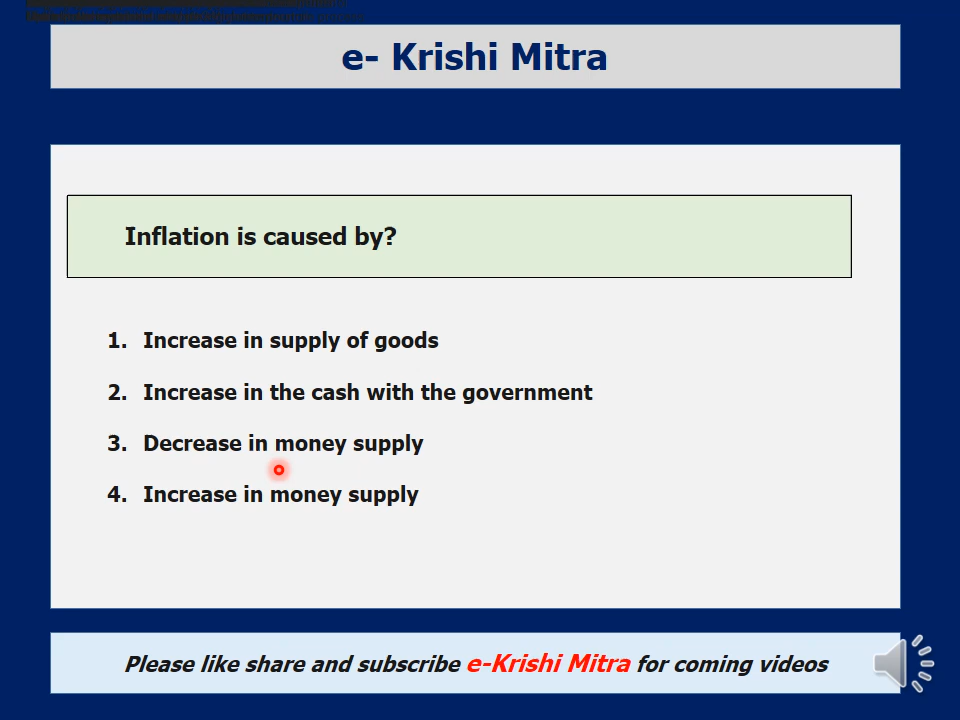 e- Krishi Mitra
Inflation is caused by?
1. Increase in supply of goods
2. Increase in the cash with the government
3. Decrease in money supply
4. Increase in money supply
Please like share and subscribe e-Krishi Mitra for coming videos